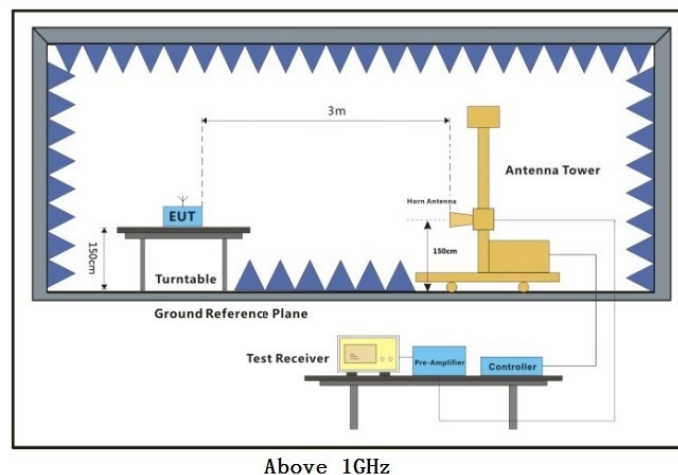 3m
Antenna Tower
Horn Antenna
EUT
150cm
150cm
Turntable
Ground Reference Plane
Test Receiver
Pre-Amplifier
Controller
Above 1GHz